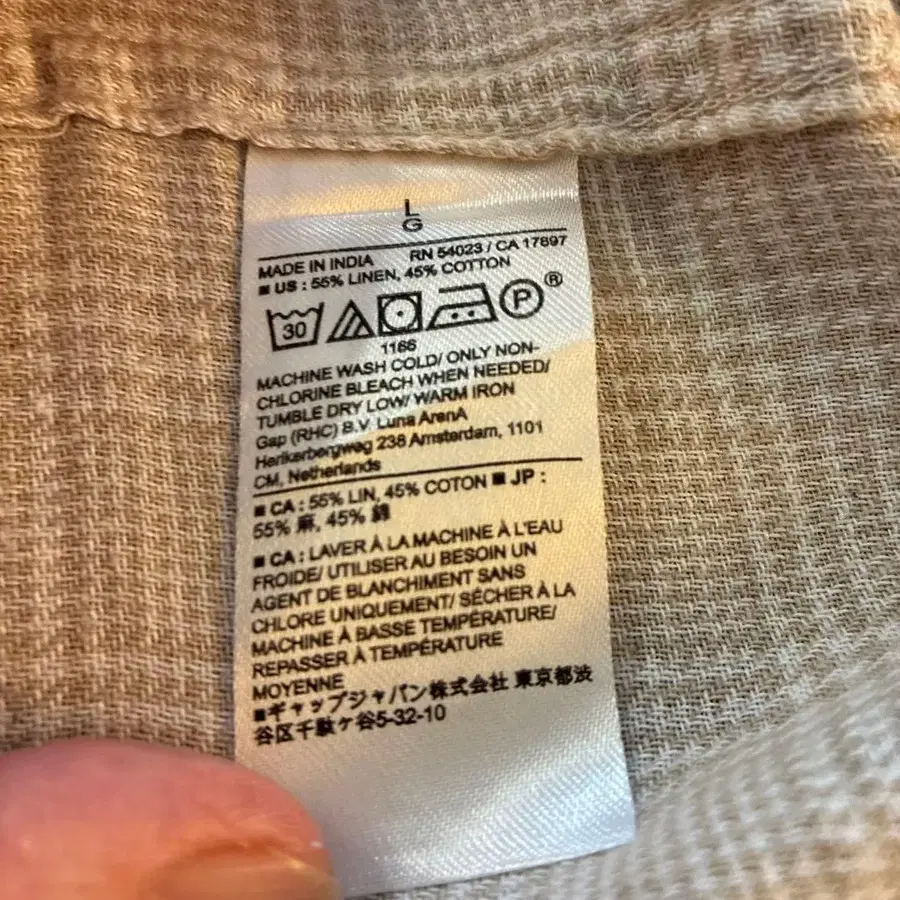 L
G
MADE IN INDIA RN 54023 / CA 17897
■ US : 55% LINEN, 45% COTTON
30 P ®
1166
MACHINE WASH COLD/ ONLY NON-
CHLORINE BLEACH WHEN NEEDED/
TUMBLE DRY LOW/ WARM IRON
Gap (RHC) B.V. Luna ArenA
Herikerbergweg 238 Amsterdam, 1101
CM, Netherlands
■ CA : 55% LIN, 45% COTON ■ JP :
55% 麻, 45% 綿
■ CA : LAVER À LA MACHINE À L'EAU
FROIDE/ UTILISER AU BESOIN UN
AGENT DE BLANCHIMENT SANS
CHLORE UNIQUEMENT/ SÉCHER À LA
MACHINE À BASSE TEMPÉRATURE/
REPASSER À TEMPÉRATURE
MOYENNE
■ギャップジャパン株式会社 東京都渋
谷区千駄ケ谷5-32-10